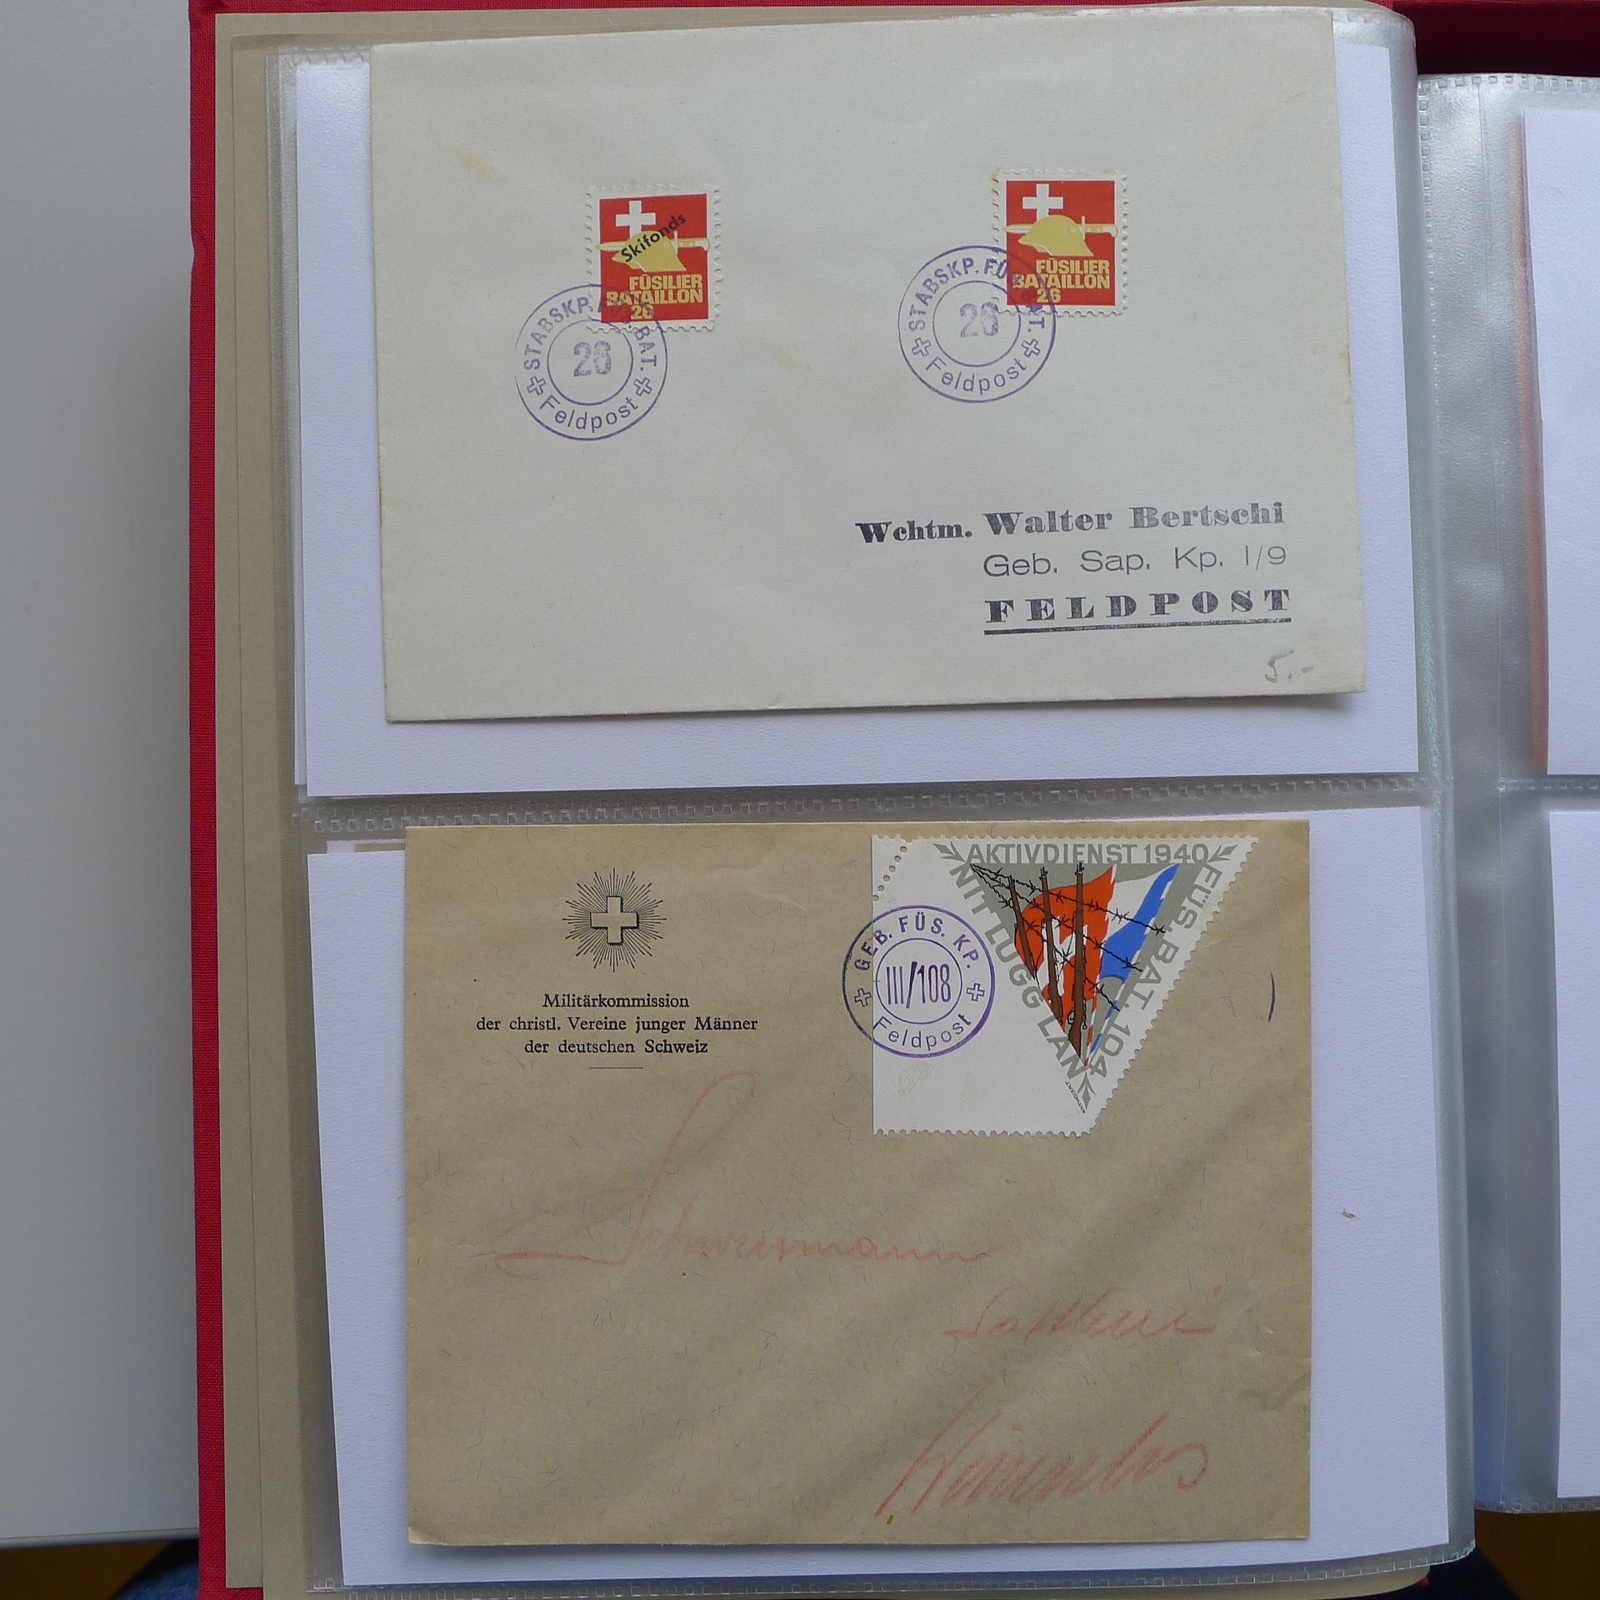 Skifonds
FÜSILIER
BATAILLON
26
STABSKP. BAT.
26
Feldpost
FÜSILIER
BATAILLON
26
STABSKP. FÜS. BAT.
26
Feldpost
Wchtm. Walter Bertschi
Geb. Sap. Kp. I/9
FELDPOST
5.-
Militärkommission
der christl. Vereine junger Männer
der deutschen Schweiz
GEB. FÜS. KP.
III/108
Feldpost
AKTIVDIENST 1940
FÜS. BAT. 104
NIT LUGG LAN